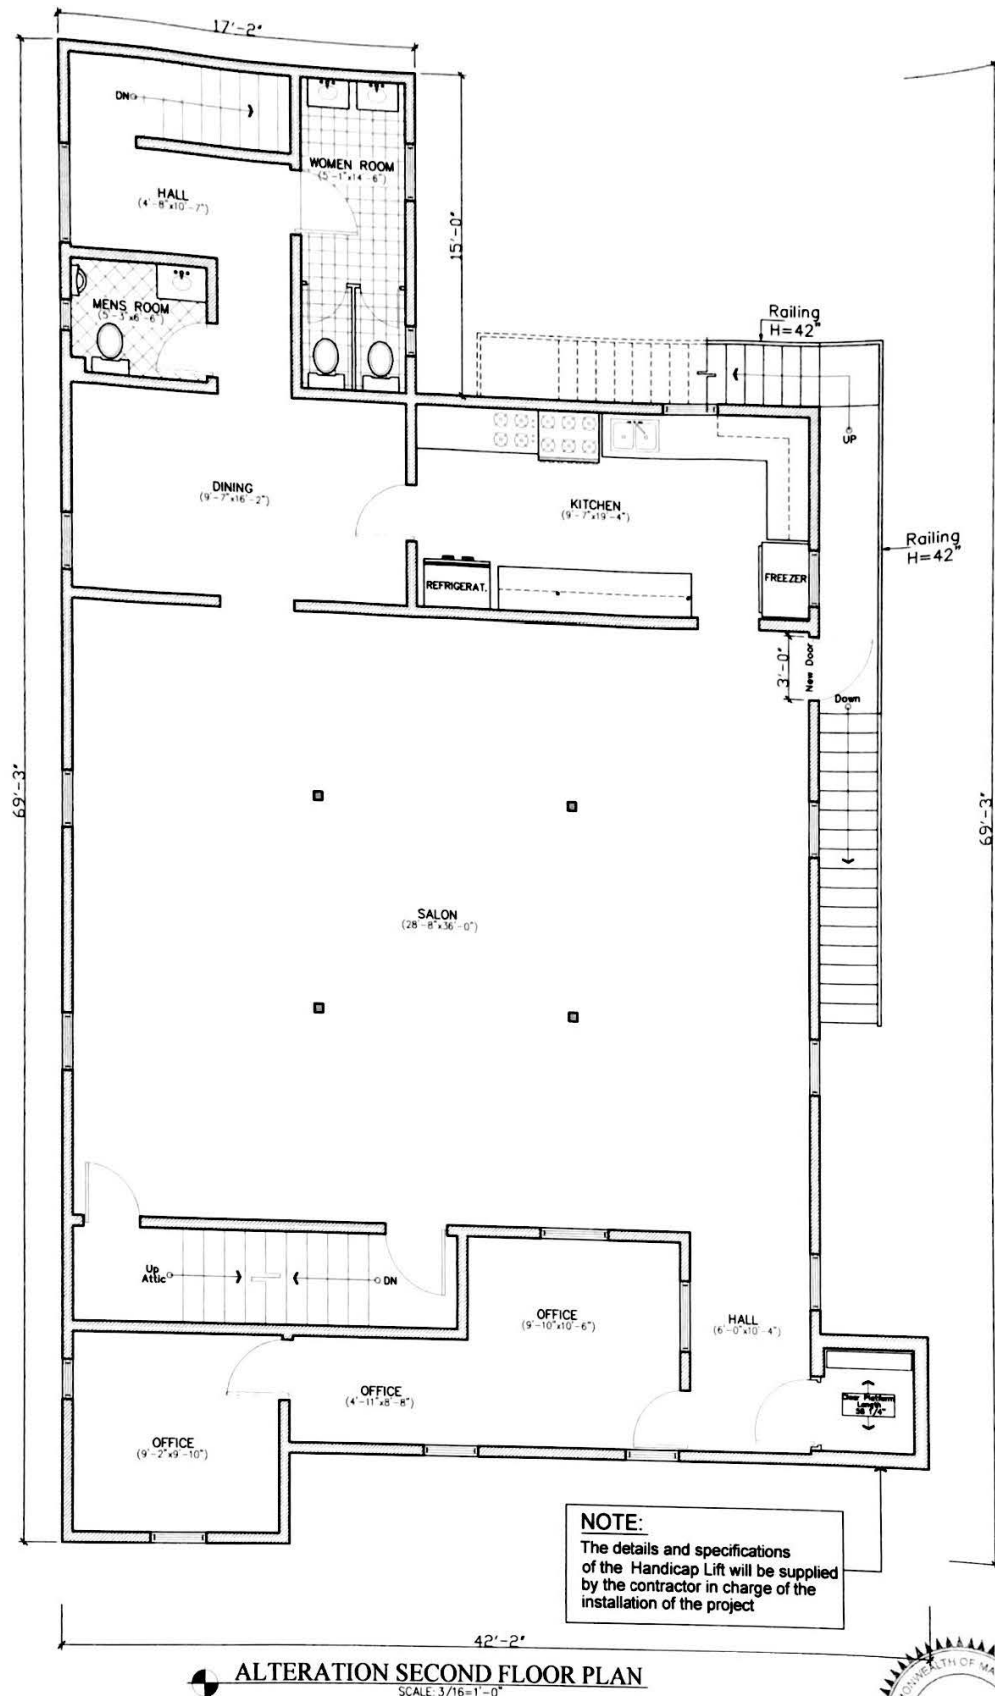 17'-2"
DN
WOMEN ROOM
(5'-1"x14'-6")
HALL
(4'-8"x10'-7")
15'-0"
MENS ROOM
(5'-3"x6'-6")
Railing
H=42"
UP
DINING
(9'-7"x16'-2")
KITCHEN
(9'-7"x19'-4")
Railing
H=42"
REFRIGERAT.
FREEZER
3'-0"
New Door
Down
69'-3"
69'-3"
SALON
(28'-8"x36'-0")
Up
Attic
DN
OFFICE
(9'-10"x10'-6")
HALL
(6'-0"x10'-4")
OFFICE
(4'-11"x8'-8")
Platform
Length
OFFICE
(9'-2"x9'-10")
NOTE:
The details and specifications
of the Handicap Lift will be supplied
by the contractor in charge of the
installation of the project
42'-2"
ALTERATION SECOND FLOOR PLAN
SCALE: 3/16=1'-0"
ONWEALTH OF MA